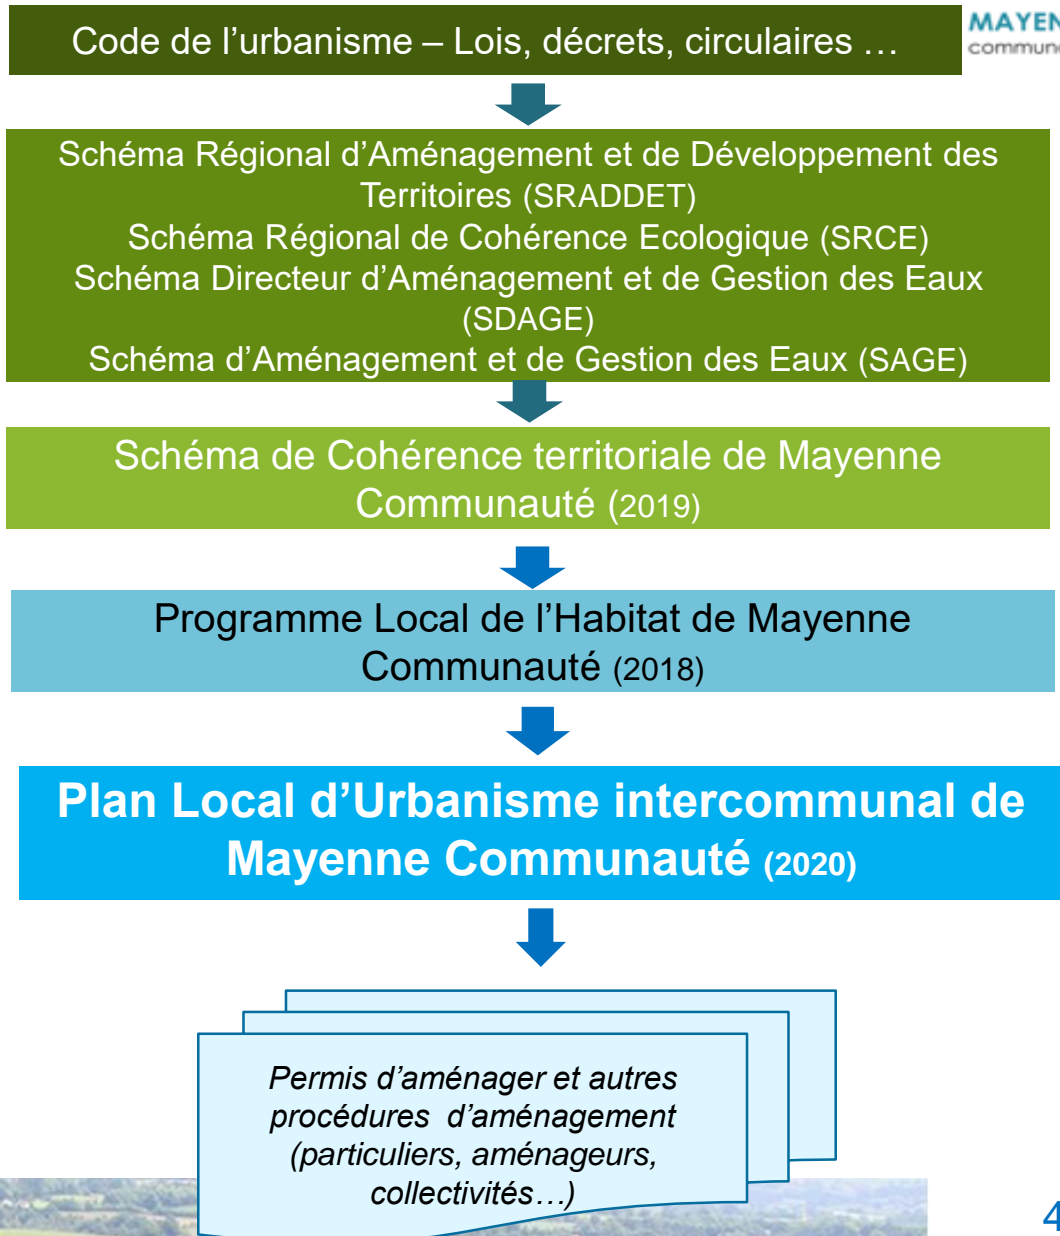 Code de l’urbanisme – Lois, décrets, circulaires …
Schéma Régional d’Aménagement et de Développement des
Territoires (SRADDET)
Schéma Régional de Cohérence Ecologique (SRCE)
Schéma Directeur d’Aménagement et de Gestion des Eaux
(SDAGE)
Schéma d’Aménagement et de Gestion des Eaux (SAGE)
Schéma de Cohérence territoriale de Mayenne
Communauté (2019)
Programme Local de l’Habitat de Mayenne
Communauté (2018)
Plan Local d’Urbanisme intercommunal de
Mayenne Communauté (2020)
Permis d’aménager et autres
procédures d’aménagement
(particuliers, aménageurs,
collectivités…)
4